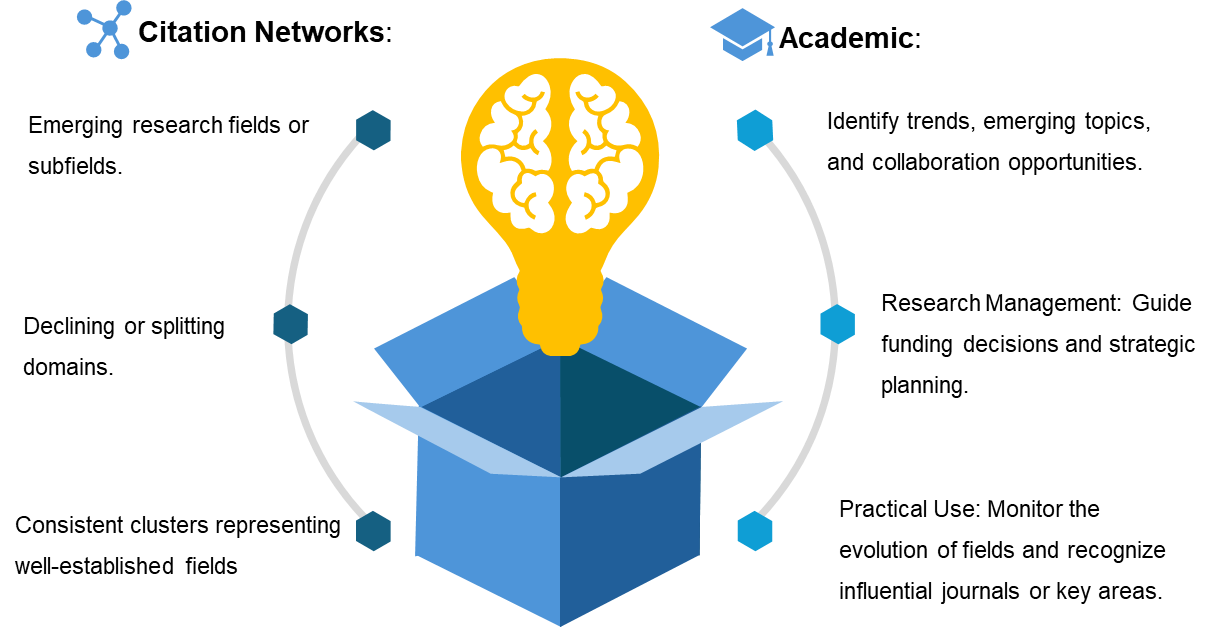 Citation Networks:
Emerging research fields or
subfields.
Declining or splitting
domains.
Consistent clusters representing
well-established fields
Academic:
Identify trends, emerging topics,
and collaboration opportunities.
Research Management: Guide
funding decisions and strategic
planning.
Practical Use: Monitor the
evolution of fields and recognize
influential journals or key areas.